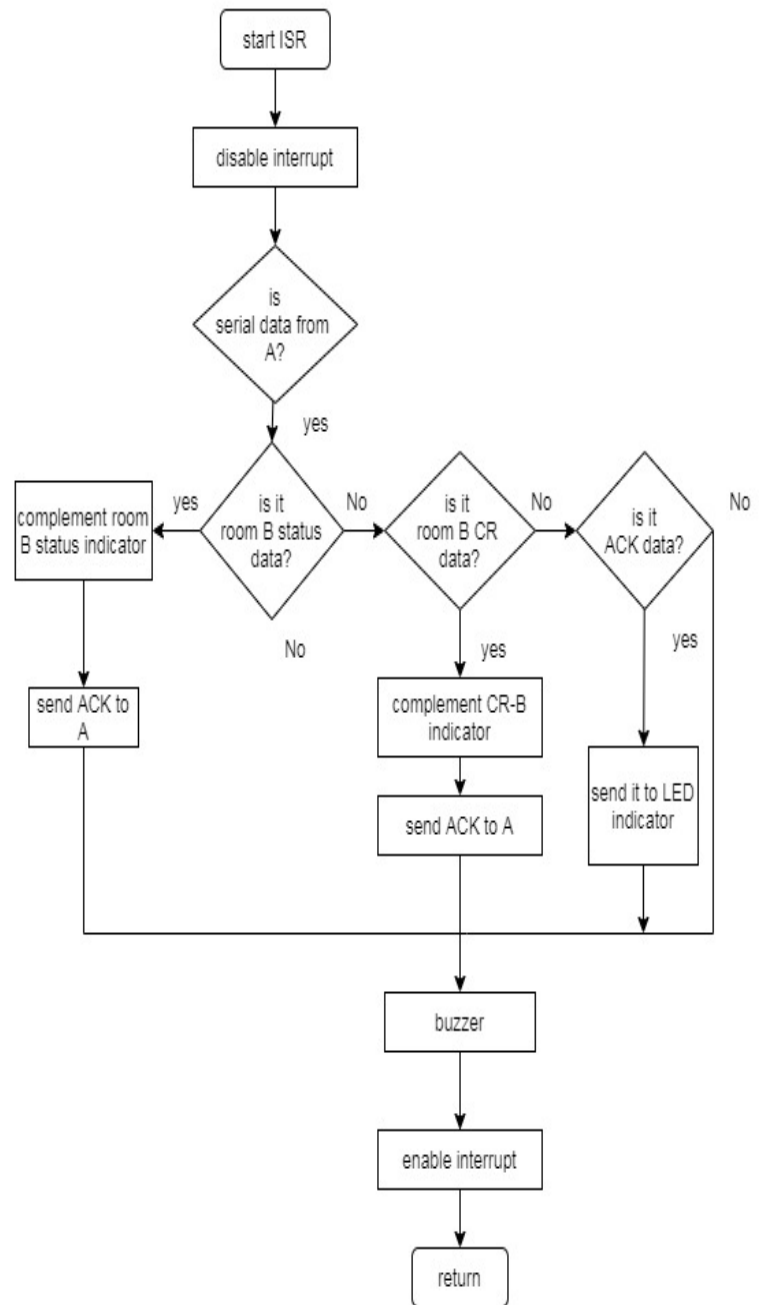 start ISR
disable interrupt
is
serial data from
A?
yes
yes
complement room
B status indicator
is it
room B status
data?
No
is it
room B CR
data?
No
is it
ACK data?
No
No
yes
yes
send ACK to
A
complement CR-B
indicator
send ACK to A
send it to LED
indicator
buzzer
enable interrupt
return